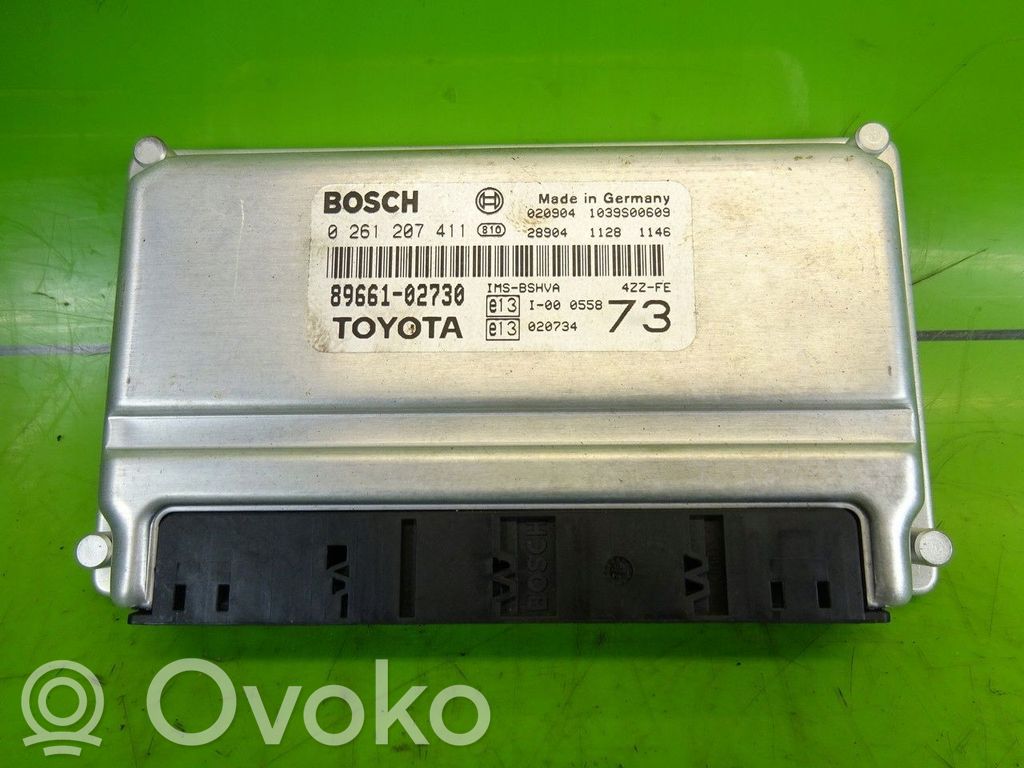 BOSCH
Made in Germany
020904 1039S00609
0 261 207 411 810
28904 1128 1146
IMS-BSHVA 4ZZ-FE
89661-02730
e13 I-00 0558
TOYOTA
e13 020734
73
BOSCH
Ovoko